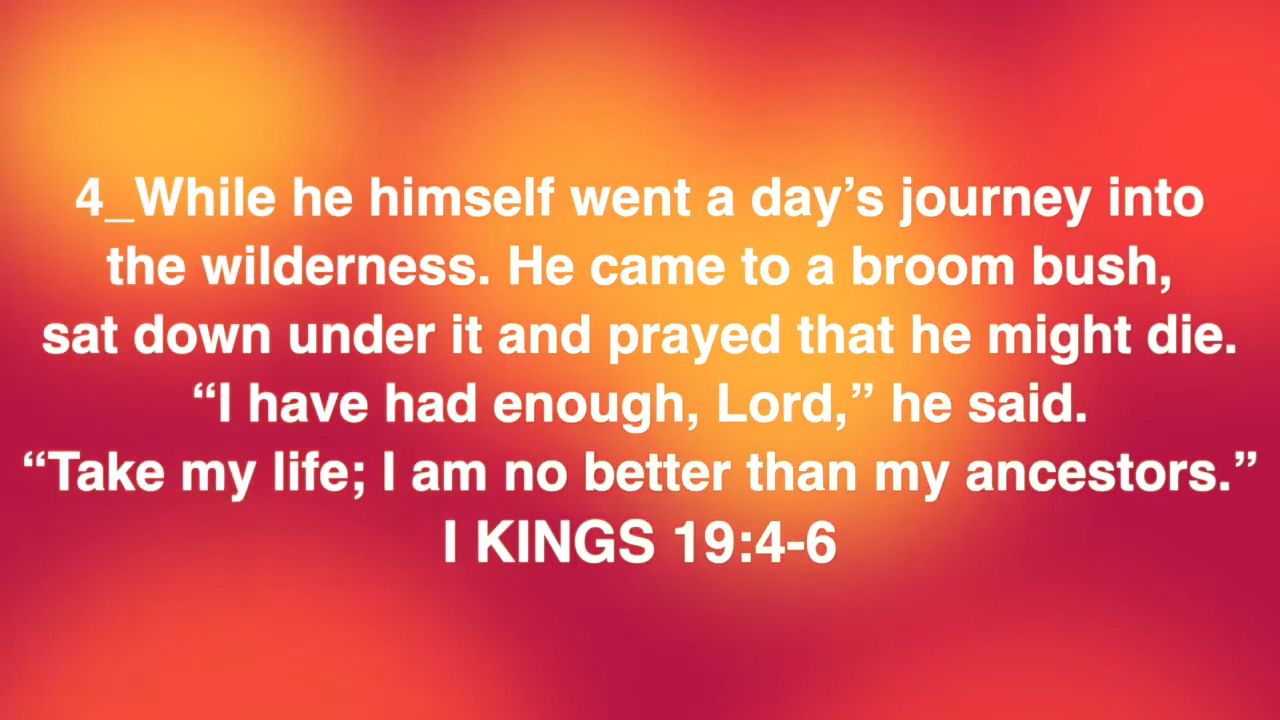 4_While he himself went a day’s journey into
the wilderness. He came to a broom bush,
sat down under it and prayed that he might die.
“I have had enough, Lord,” he said.
“Take my life; I am no better than my ancestors.”
I KINGS 19:4-6